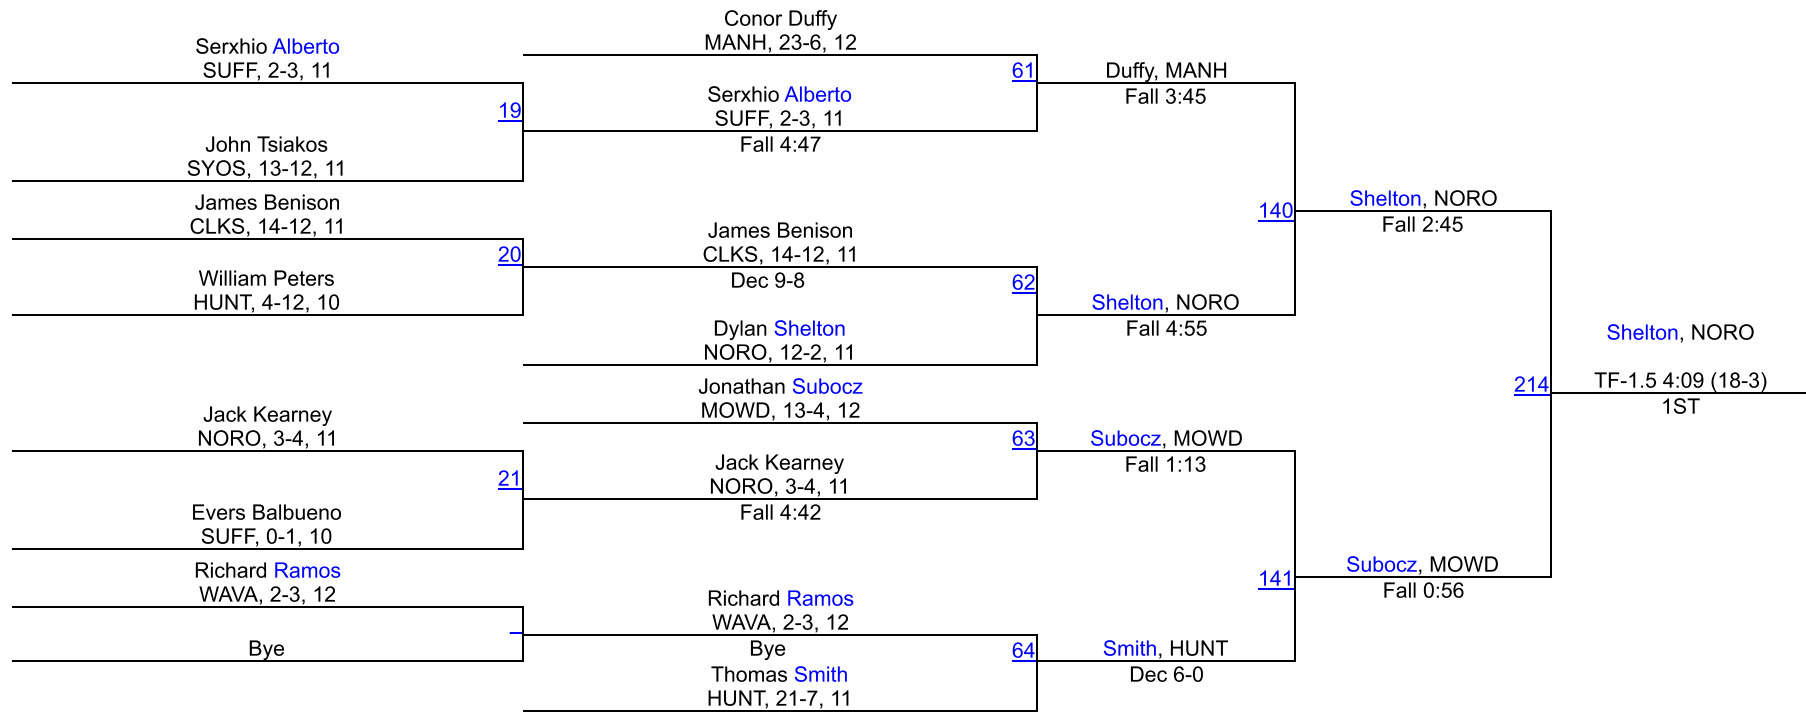 Serxhio Alberto
SUFF, 2-3, 11
19
John Tsiakos
SYOS, 13-12, 11
James Benison
CLKS, 14-12, 11
20
William Peters
HUNT, 4-12, 10
Jack Kearney
NORO, 3-4, 11
21
Evers Balbueno
SUFF, 0-1, 10
Richard Ramos
WAVA, 2-3, 12
Bye
Conor Duffy
MANH, 23-6, 12
61
Serxhio Alberto
SUFF, 2-3, 11
Fall 4:47
James Benison
CLKS, 14-12, 11
Dec 9-8
62
Dylan Shelton
NORO, 12-2, 11
Jonathan Subocz
MOWD, 13-4, 12
63
Jack Kearney
NORO, 3-4, 11
Fall 4:42
Richard Ramos
WAVA, 2-3, 12
Bye
64
Thomas Smith
HUNT, 21-7, 11
Duffy, MANH
Fall 3:45
140
Shelton, NORO
Fall 4:55
Subocz, MOWD
Fall 1:13
141
Smith, HUNT
Dec 6-0
Shelton, NORO
Fall 2:45
214
Subocz, MOWD
Fall 0:56
Shelton, NORO
TF-1.5 4:09 (18-3)
1ST